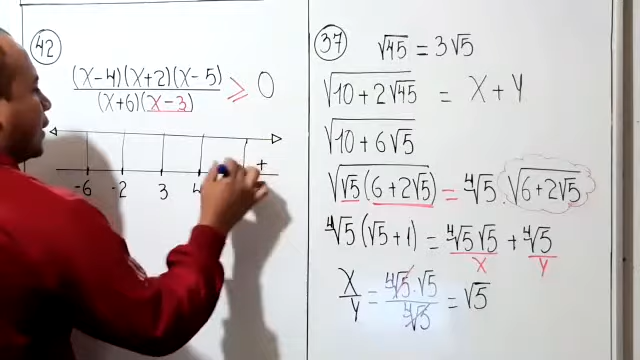 42
(x-4)(x+2)(x-5)
(x+6)(x-3)
≥ 0
+
-6 -2 3 4
37
√45 = 3√5
√(10+2√45) = x+y
√(10+6√5)
√(√5(6+2√5)) = ⁴√5 · √(6+2√5)
⁴√5(√5+1) = ⁴√5√5 + ⁴√5
x y
x/y = ⁴√5·√5/⁴√5 = √5